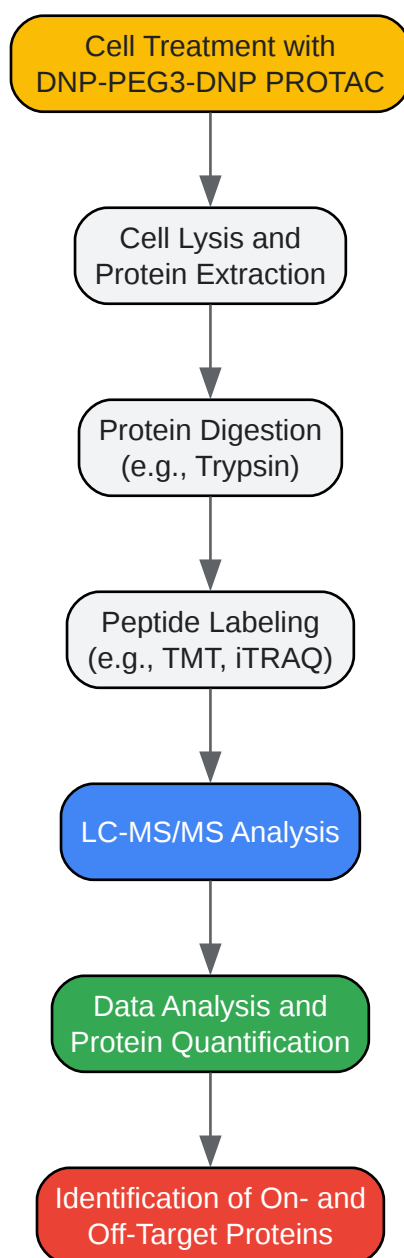 Cell Treatment with
DNP-PEG3-DNP PROTAC
Cell Lysis and
Protein Extraction
Protein Digestion
(e.g., Trypsin)
Peptide Labeling
(e.g., TMT, iTRAQ)
LC-MS/MS Analysis
Data Analysis and
Protein Quantification
Identification of On- and
Off-Target Proteins